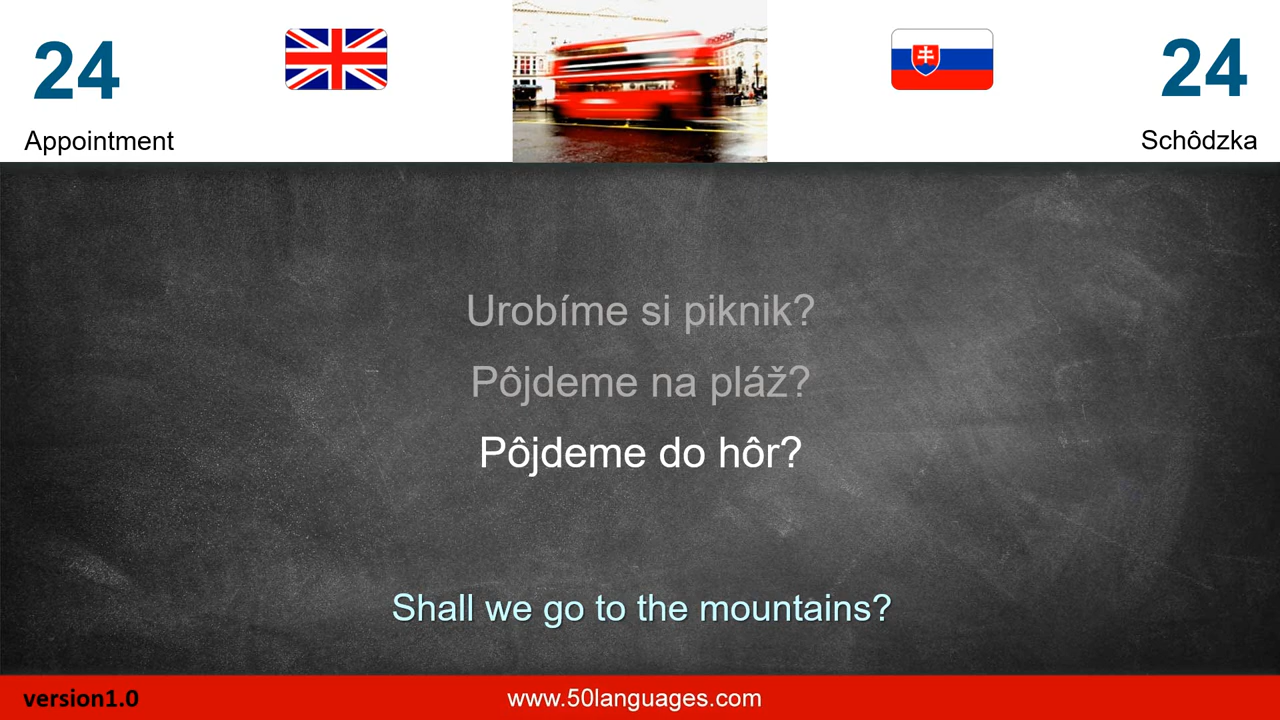 24
24
Appointment
Schôdzka
Urobíme si piknik?
Pôjdeme na pláž?
Pôjdeme do hôr?
Shall we go to the mountains?
version1.0
www.50languages.com